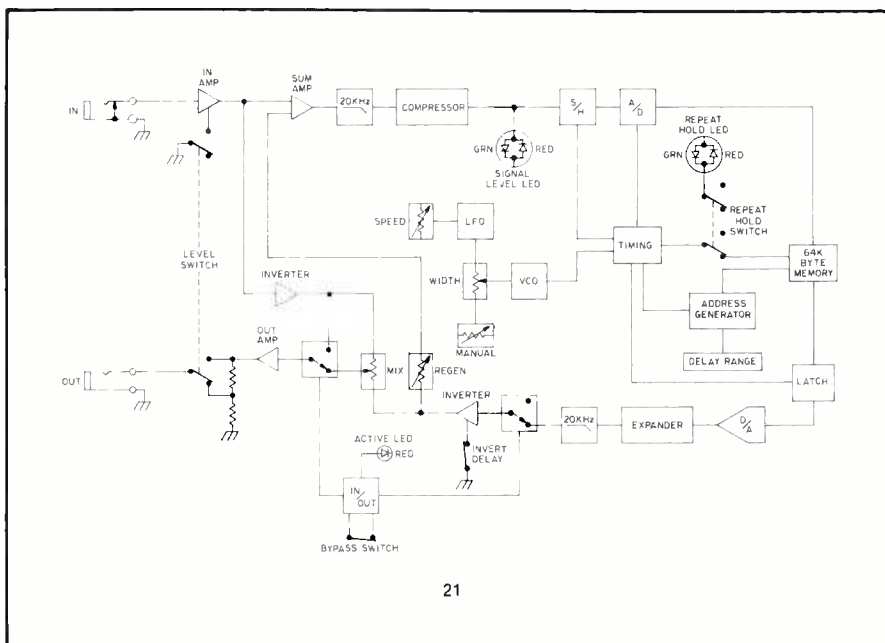 IN
AMP
SUM
AMP
IN
20KHz
COMPRESSOR
S/H
A/D
REPEAT
HOLD LED
GRN
RED
SIGNAL
LEVEL LED
GRN
RED
REPEAT
HOLD
SWITCH
SPEED
LFO
LEVEL
SWITCH
INVERTER
WIDTH
VCO
TIMING
64K
BYTE
MEMORY
OUT
AMP
MANUAL
ADDRESS
GENERATOR
DELAY RANGE
OUT
MIX
REGEN
INVERTER
LATCH
20KHz
EXPANDER
D/A
ACTIVE LED
RED
INVERT
DELAY
IN/
OUT
BYPASS SWITCH
21